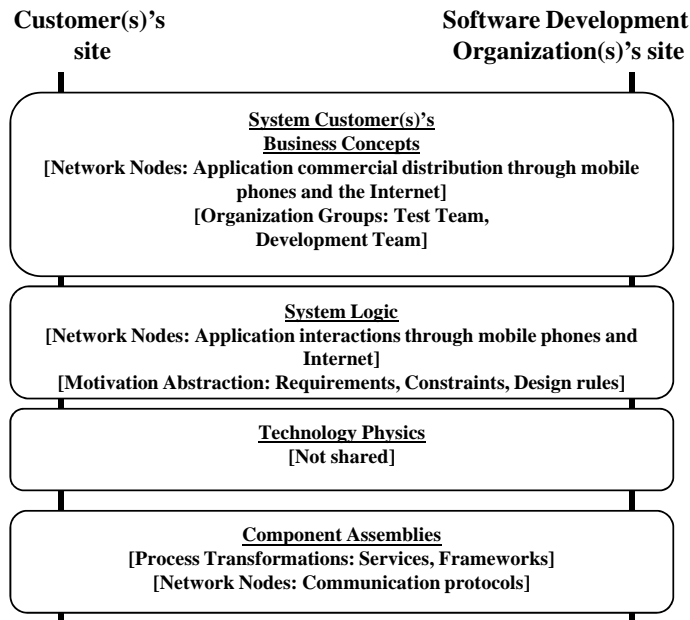 Customer(s)'s
site
Software Development
Organization(s)'s site
System Customer(s)'s
Business Concepts
[Network Nodes: Application commercial distribution through mobile
phones and the Internet]
[Organization Groups: Test Team,
Development Team]
System Logic
[Network Nodes: Application interactions through mobile phones and
Internet]
[Motivation Abstraction: Requirements, Constraints, Design rules]
Technology Physics
[Not shared]
Component Assemblies
[Process Transformations: Services, Frameworks]
[Network Nodes: Communication protocols]